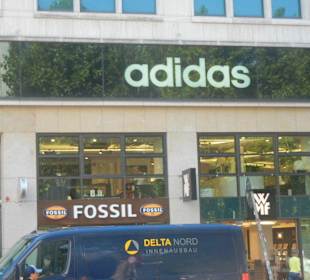 adidas
FOSSIL FOSSIL FOSSIL
WMF
DELTA NORD
INNENAUSBAU